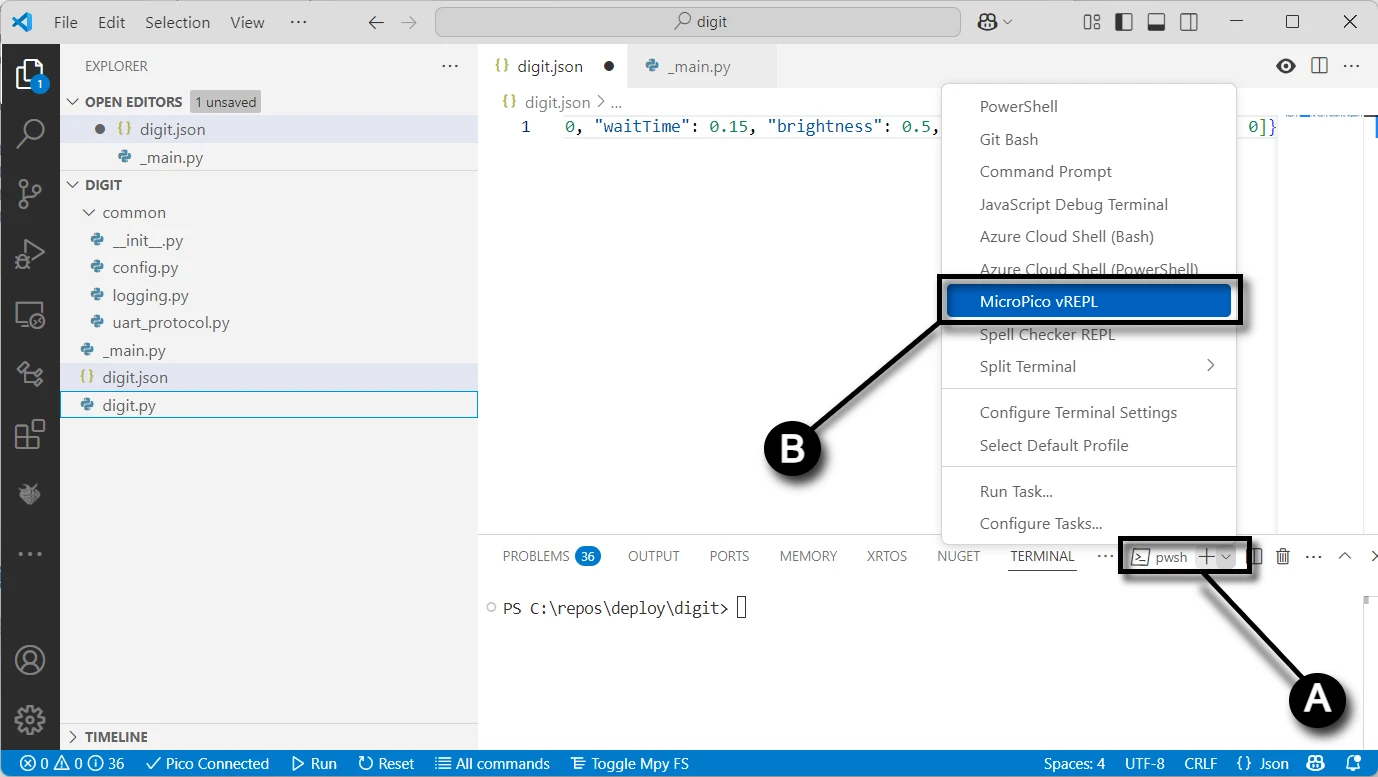 File Edit Selection View ··· digit
EXPLORER ···
OPEN EDITORS 1 unsaved
digit.json
_main.py
DIGIT
common
__init__.py
config.py
logging.py
uart_protocol.py
_main.py
digit.json
digit.py
TIMELINE
1
digit.json _main.py
digit.json > ...
1 0, "waitTime": 0.15, "brightness": 0.5, 0]}
PowerShell
Git Bash
Command Prompt
JavaScript Debug Terminal
Azure Cloud Shell (Bash)
Azure Cloud Shell (PowerShell)
MicroPico vREPL
Spell Checker REPL
Split Terminal
Configure Terminal Settings
Select Default Profile
Run Task...
Configure Tasks...
B
PROBLEMS 36 OUTPUT PORTS MEMORY XRTOS NUGET TERMINAL ··· pwsh
PS C:\repos\deploy\digit>
A
0 0 36 Pico Connected Run Reset All commands Toggle Mpy FS Spaces: 4 UTF-8 CRLF {} Json